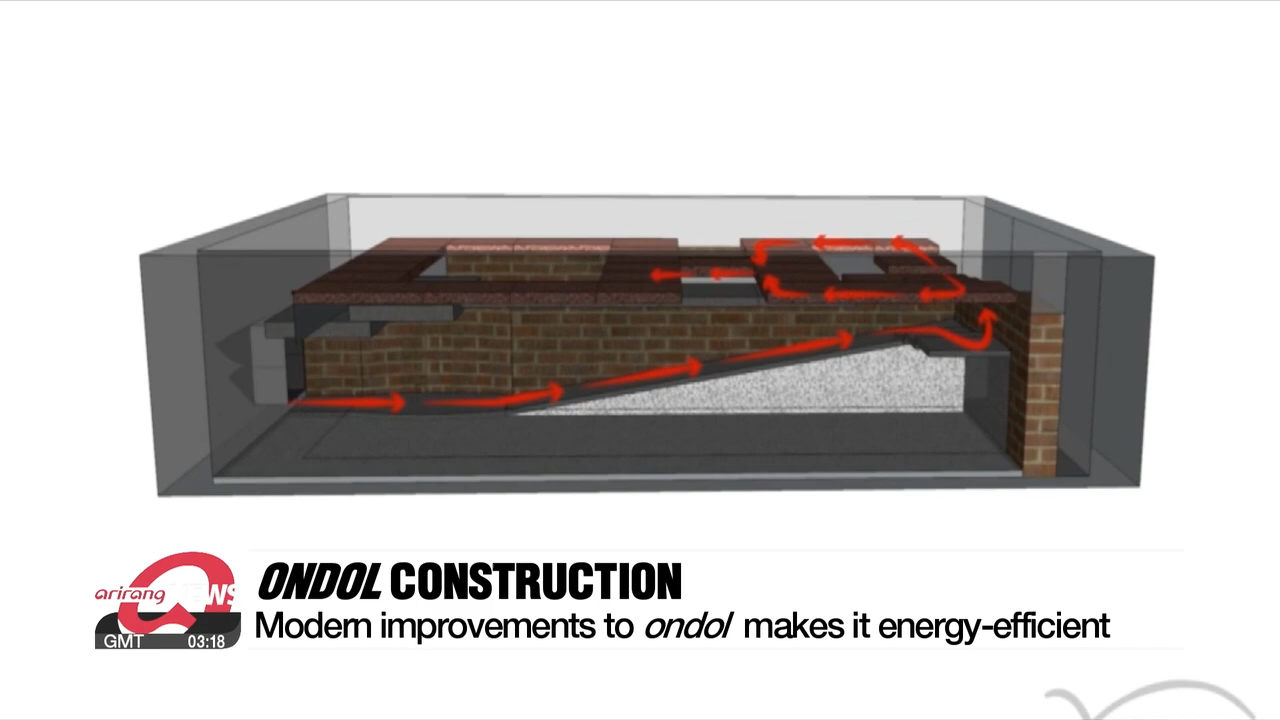 ONDOL CONSTRUCTION
Modern improvements to ondol makes it energy-efficient
arirang NEWS
GMT 03:18